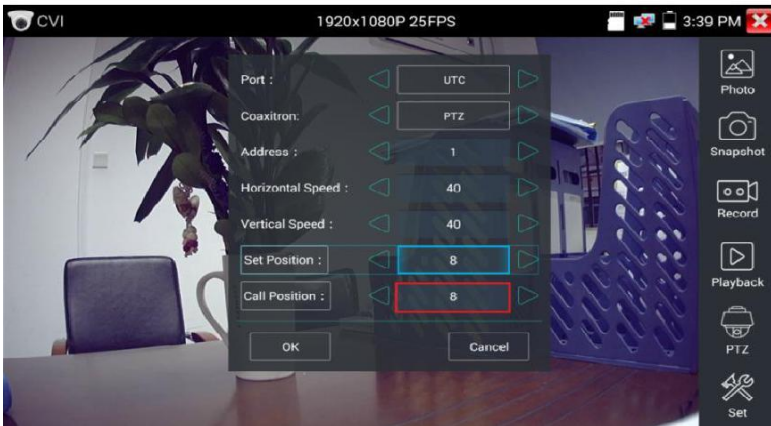 CVI 1920x1080P 25FPS 3:39 PM
Port : UTC
Coaxitron: PTZ
Address : 1
Horizontal Speed : 40
Vertical Speed : 40
Set Position : 8
Call Position : 8
OK Cancel
Photo
Snapshot
Record
Playback
PTZ
Set